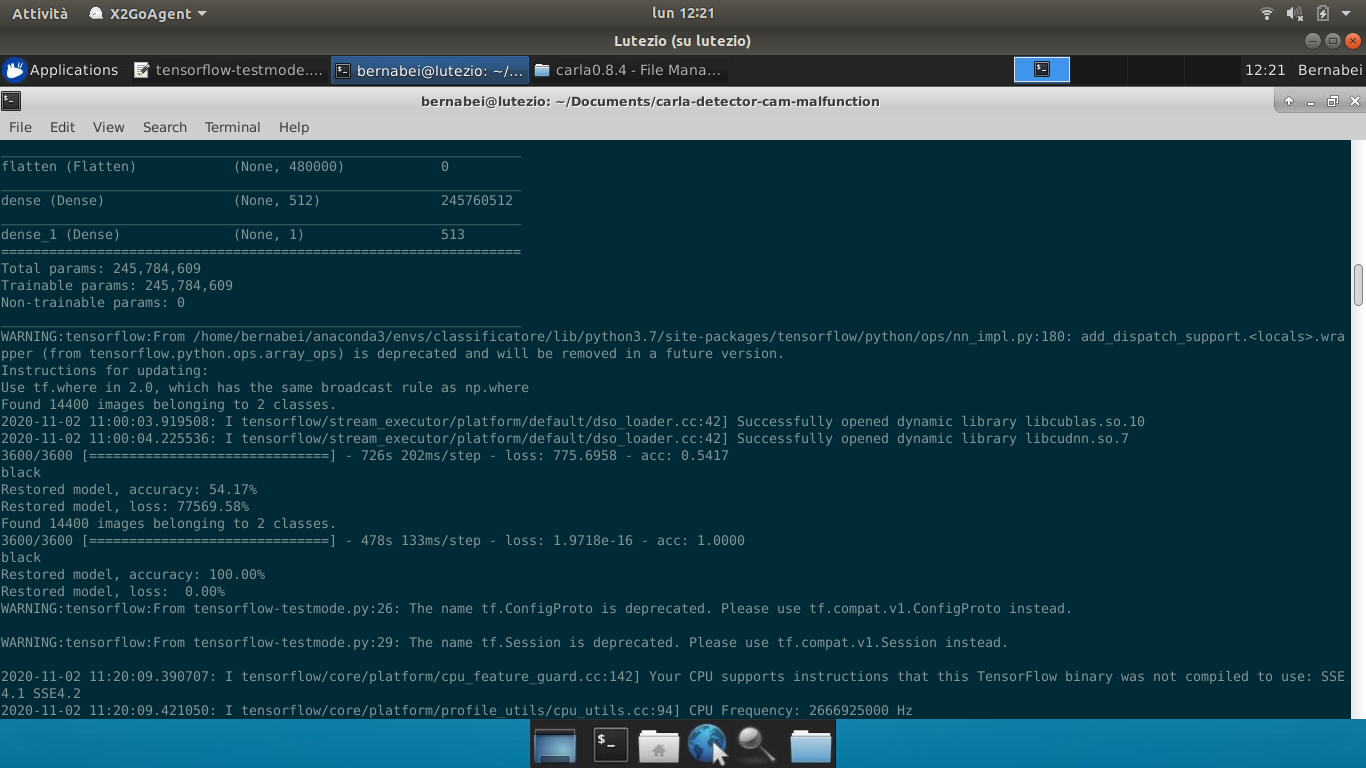 Attività X2GoAgent lun 12:21
Lutezio (su lutezio)
Applications tensorflow-testmode.... bernabei@lutezio: ~/... carla0.8.4 - File Mana... 12:21 Bernabei
bernabei@lutezio: ~/Documents/carla-detector-cam-malfunction
File Edit View Search Terminal Help
flatten (Flatten) (None, 480000) 0
dense (Dense) (None, 512) 245760512
dense_1 (Dense) (None, 1) 513
=================================================================
Total params: 245,784,609
Trainable params: 245,784,609
Non-trainable params: 0
WARNING:tensorflow:From /home/bernabei/anaconda3/envs/classificatore/lib/python3.7/site-packages/tensorflow/python/ops/nn_impl.py:180: add_dispatch_support.<locals>.wra
pper (from tensorflow.python.ops.array_ops) is deprecated and will be removed in a future version.
Instructions for updating:
Use tf.where in 2.0, which has the same broadcast rule as np.where
Found 14400 images belonging to 2 classes.
2020-11-02 11:00:03.919508: I tensorflow/stream_executor/platform/default/dso_loader.cc:42] Successfully opened dynamic library libcublas.so.10
2020-11-02 11:00:04.225536: I tensorflow/stream_executor/platform/default/dso_loader.cc:42] Successfully opened dynamic library libcudnn.so.7
3600/3600 [==============================] - 726s 202ms/step - loss: 775.6958 - acc: 0.5417
black
Restored model, accuracy: 54.17%
Restored model, loss: 77569.58%
Found 14400 images belonging to 2 classes.
3600/3600 [==============================] - 478s 133ms/step - loss: 1.9718e-16 - acc: 1.0000
black
Restored model, accuracy: 100.00%
Restored model, loss:  0.00%
WARNING:tensorflow:From tensorflow-testmode.py:26: The name tf.ConfigProto is deprecated. Please use tf.compat.v1.ConfigProto instead.
WARNING:tensorflow:From tensorflow-testmode.py:29: The name tf.Session is deprecated. Please use tf.compat.v1.Session instead.
2020-11-02 11:20:09.390707: I tensorflow/core/platform/cpu_feature_guard.cc:142] Your CPU supports instructions that this TensorFlow binary was not compiled to use: SSE
4.1 SSE4.2
2020-11-02 11:20:09.421050: I tensorflow/core/platform/profile_utils/cpu_utils.cc:94] CPU Frequency: 2666925000 Hz